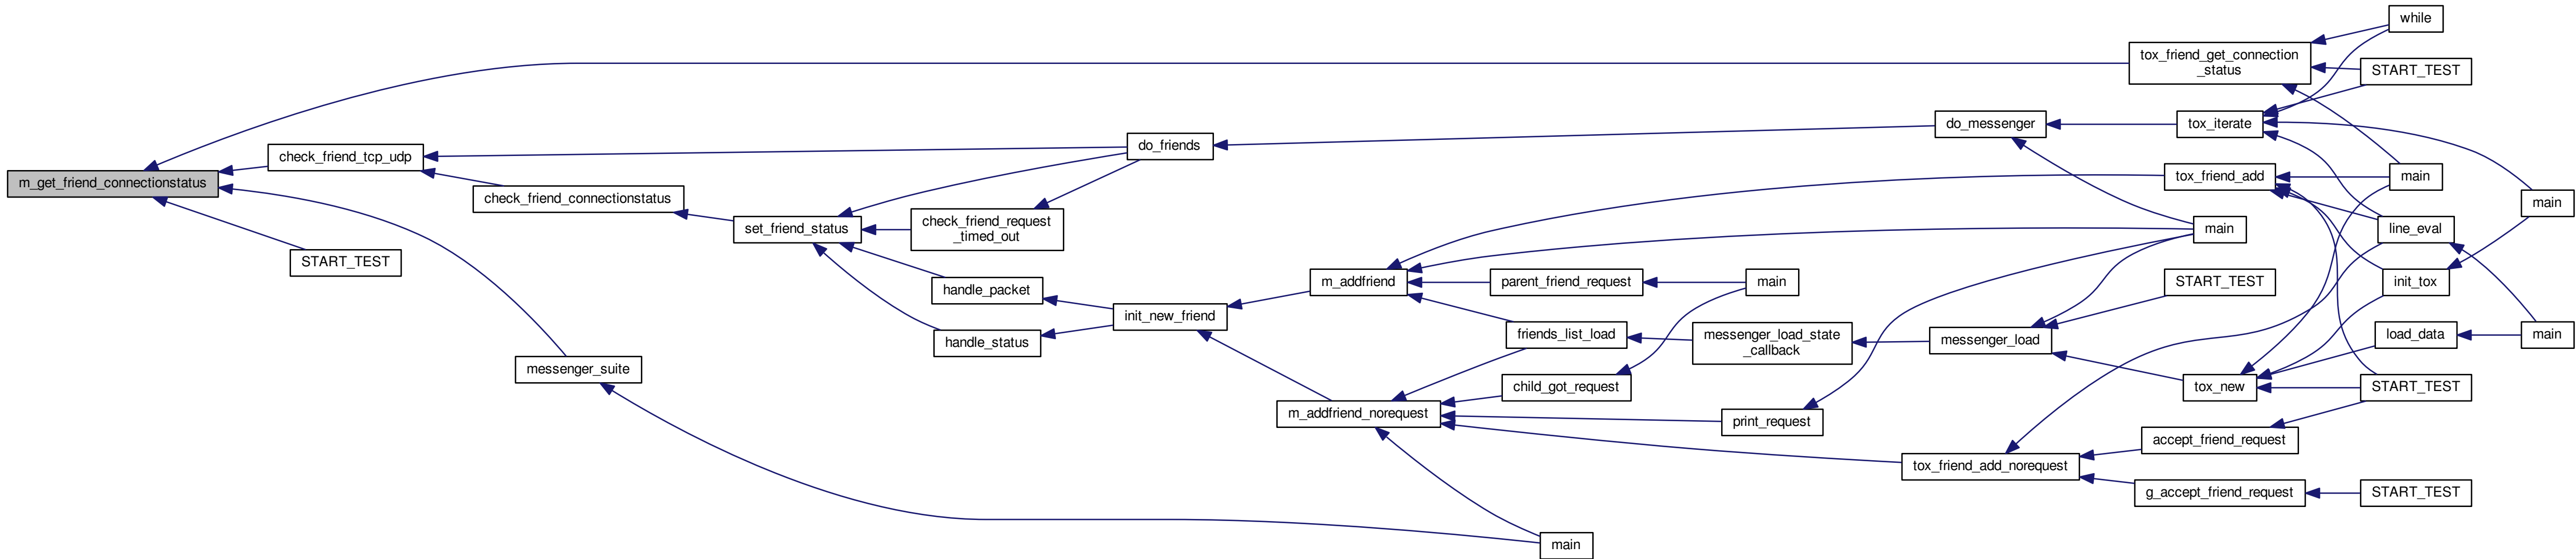 m_get_friend_connectionstatus
check_friend_tcp_udp
START_TEST
check_friend_connectionstatus
messenger_suite
set_friend_status
check_friend_request
_timed_out
handle_packet
handle_status
do_friends
init_new_friend
m_addfriend
m_addfriend_norequest
parent_friend_request
friends_list_load
child_got_request
main
messenger_load_state
_callback
print_request
main
do_messenger
messenger_load
tox_friend_add_norequest
tox_friend_get_connection
_status
tox_iterate
tox_friend_add
main
START_TEST
tox_new
accept_friend_request
g_accept_friend_request
while
START_TEST
main
line_eval
init_tox
load_data
START_TEST
START_TEST
main
main